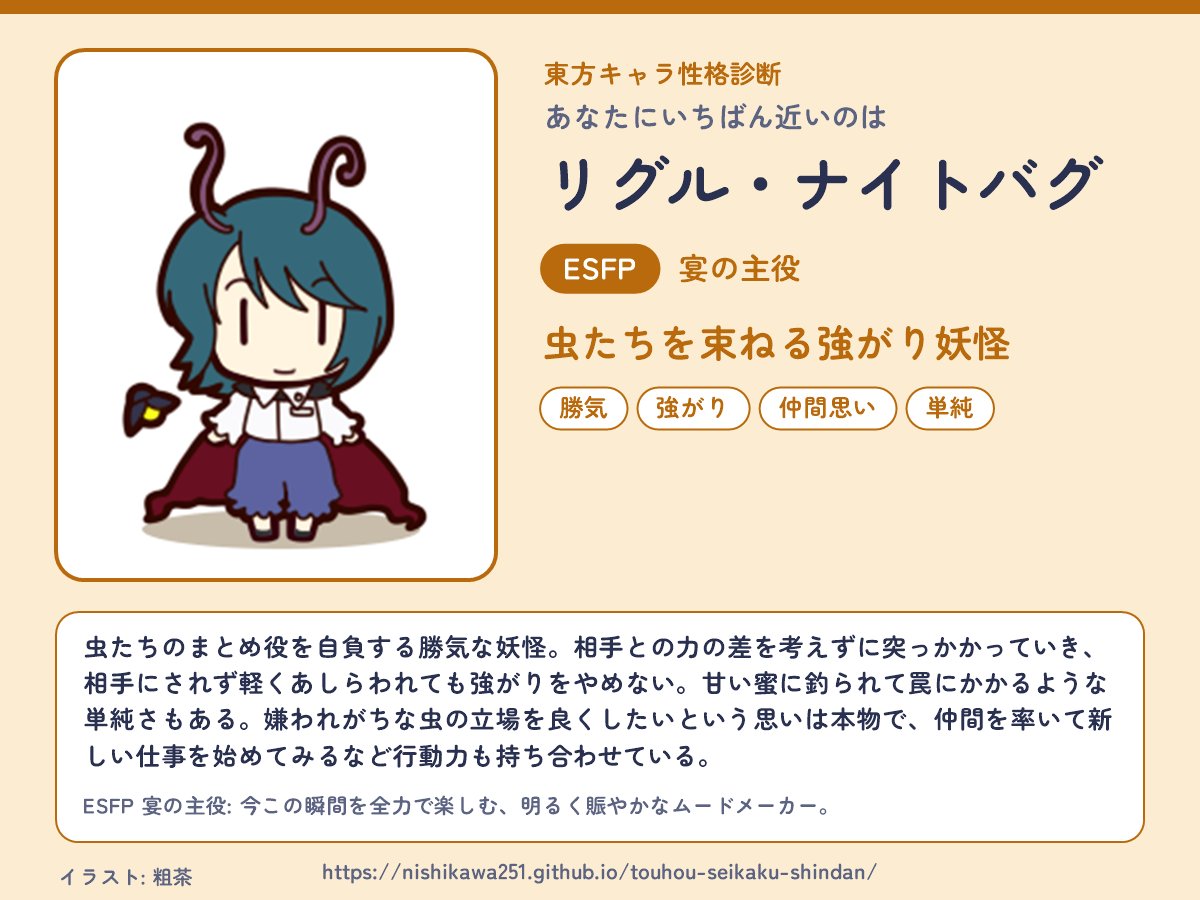 東方キャラ性格診断
あなたにいちばん近いのは
リグル・ナイトバグ
ESFP 宴の主役
虫たちを束ねる強がり妖怪
勝気 強がり 仲間思い 単純
虫たちのまとめ役を自負する勝気な妖怪。相手との力の差を考えずに突っかかっていき、
相手にされず軽くあしらわれても強がりをやめない。甘い蜜に釣られて罠にかかるような
単純さもある。嫌われがちな虫の立場を良くしたいという思いは本物で、仲間を率いて新
しい仕事を始めてみるなど行動力も持ち合わせている。
ESFP 宴の主役: 今この瞬間を全力で楽しむ、明るく賑やかなムードメーカー。
イラスト: 粗茶
https://nishikawa251.github.io/touhou-seikaku-shindan/